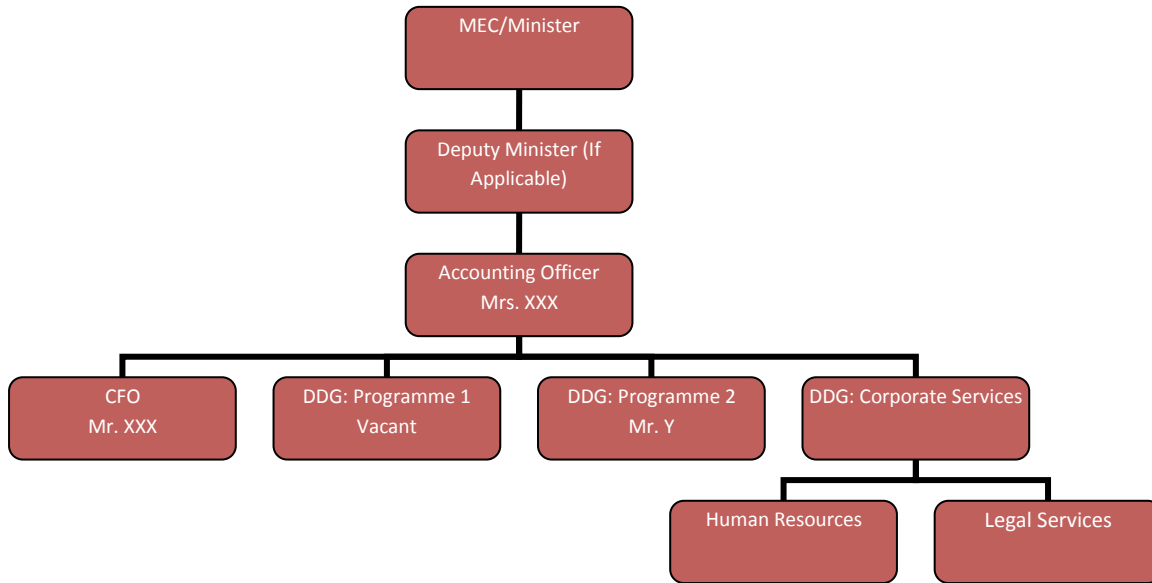 MEC/Minister
Deputy Minister (If
Applicable)
Accounting Officer
Mrs. XXX
CFO
Mr. XXX
DDG: Programme 1
Vacant
DDG: Programme 2
Mr. Y
DDG: Corporate Services
Human Resources
Legal Services